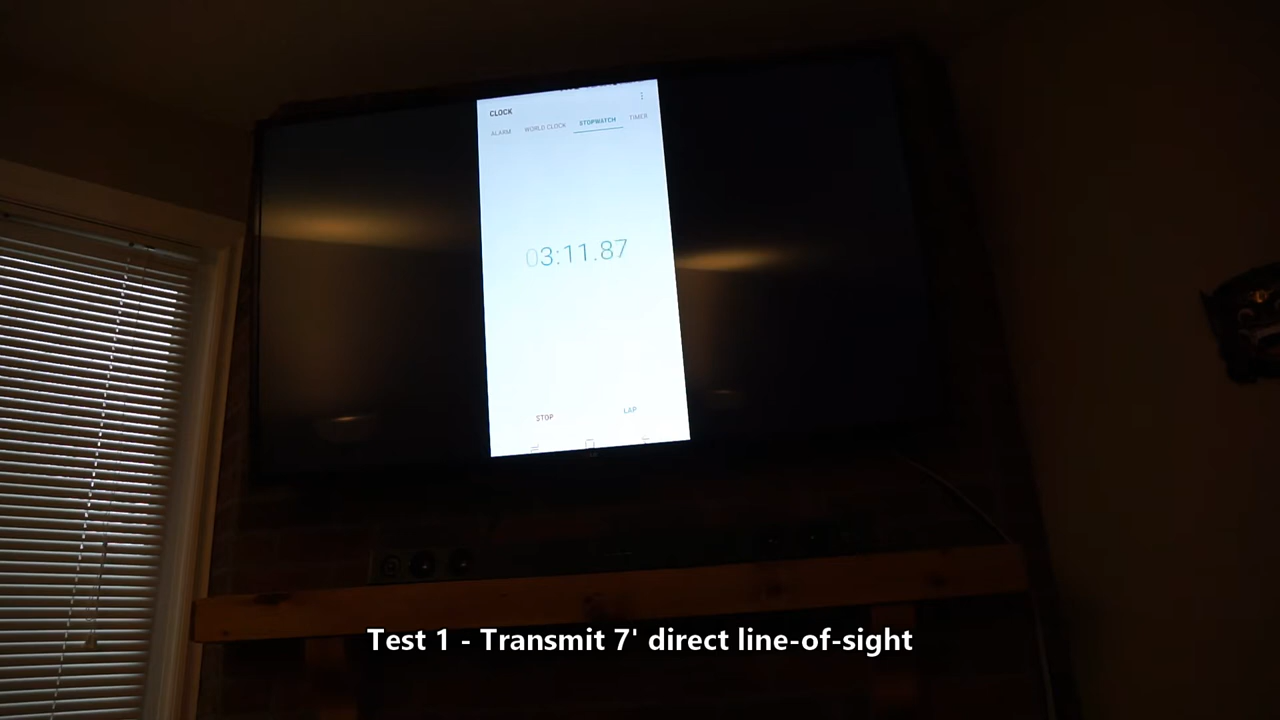 CLOCK
ALARM WORLD CLOCK STOPWATCH TIMER
03:11.87
STOP LAP
Test 1 - Transmit 7' direct line-of-sight